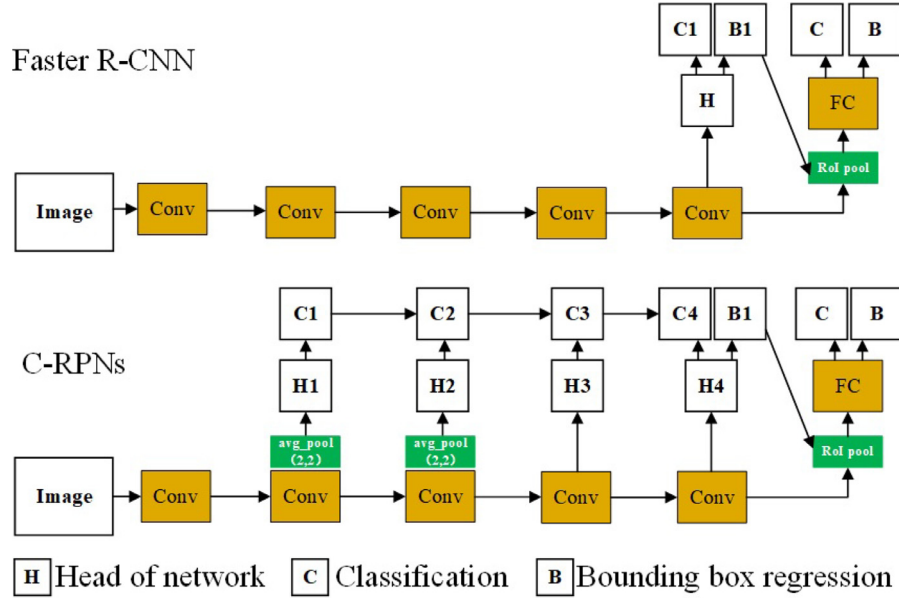 C1 B1 C B
Faster R-CNN
H FC
RoI pool
Image Conv Conv Conv Conv Conv
C1 C2 C3 C4 B1 C B
C-RPNs
H1 H2 H3 H4 FC
avg_pool avg_pool
(2,2) (2,2)
RoI pool
Image Conv Conv Conv Conv Conv
H Head of network C Classification B Bounding box regression